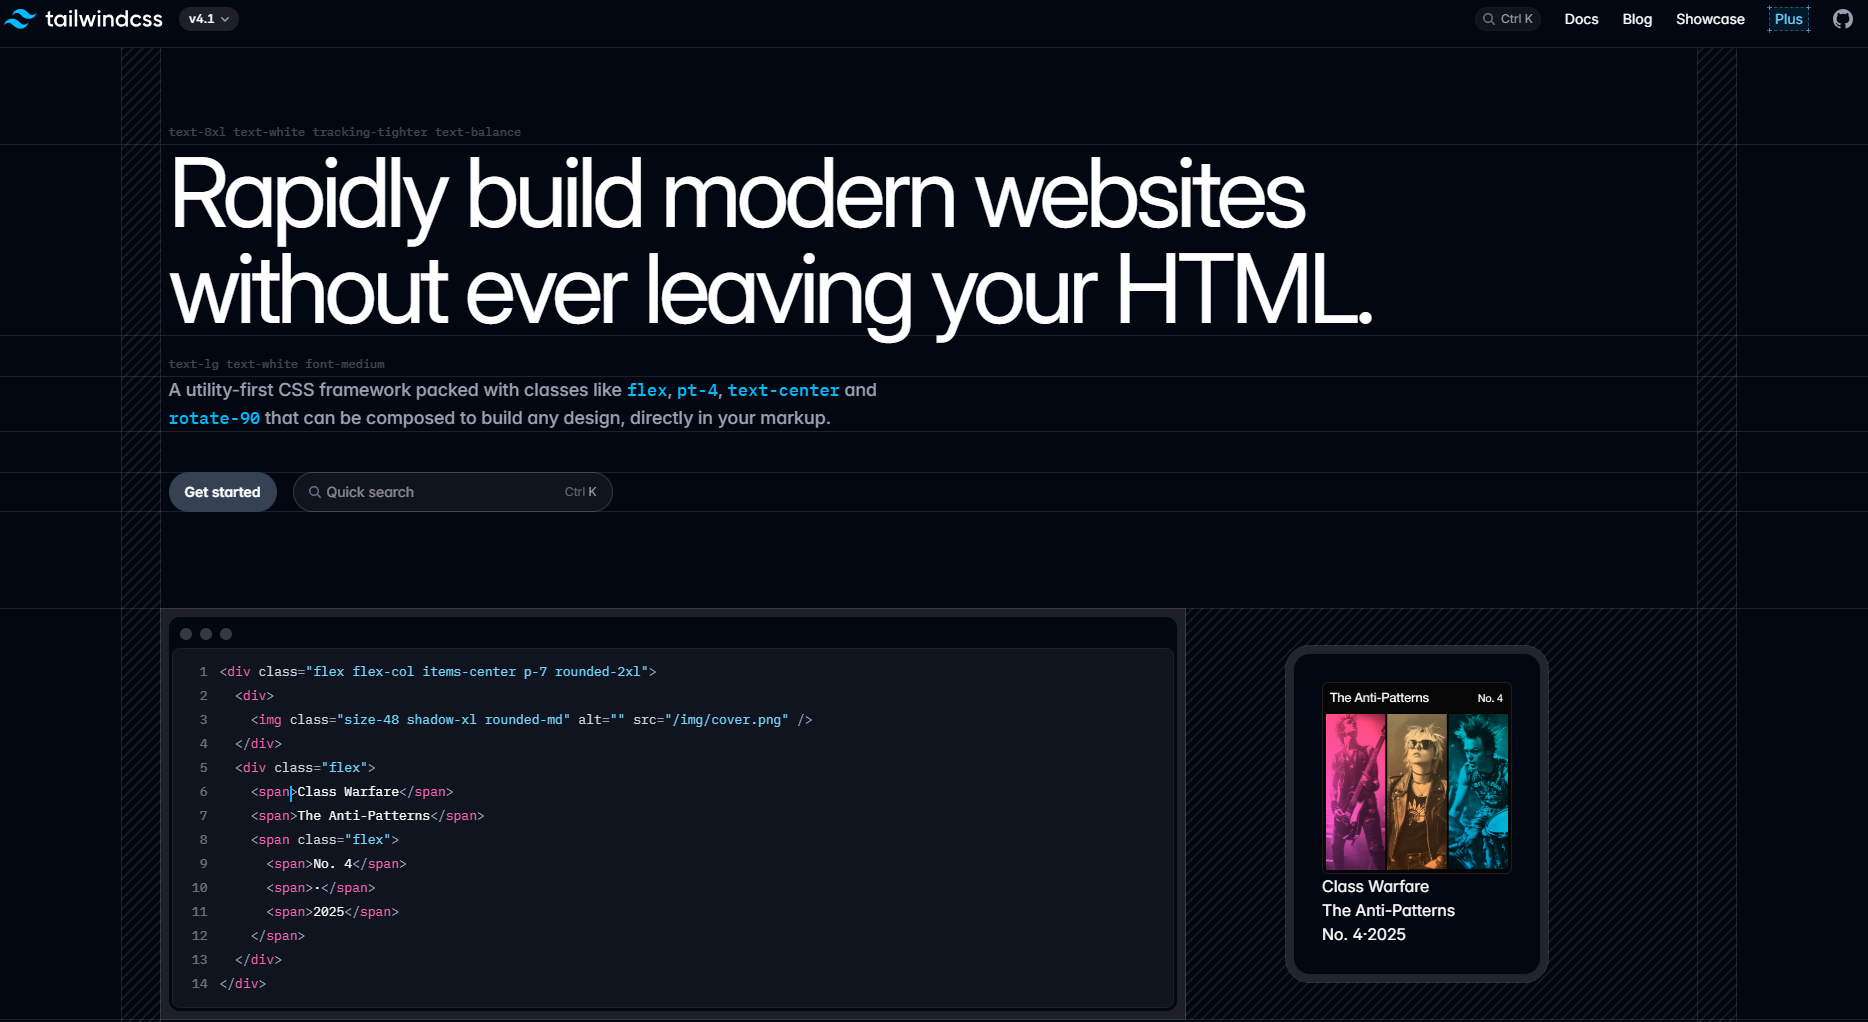 tailwindcss v4.1 Ctrl K Docs Blog Showcase Plus
text-8xl text-white tracking-tighter text-balance
Rapidly build modern websites
without ever leaving your HTML.
text-lg text-white font-medium
A utility-first CSS framework packed with classes like flex, pt-4, text-center and
rotate-90 that can be composed to build any design, directly in your markup.
Get started Quick search Ctrl K
1 <div class="flex flex-col items-center p-7 rounded-2xl">
2 <div>
3 <img class="size-48 shadow-xl rounded-md" alt="" src="/img/cover.png" />
4 </div>
5 <div class="flex">
6 <span>Class Warfare</span>
7 <span>The Anti-Patterns</span>
8 <span class="flex">
9 <span>No. 4</span>
10 <span>·</span>
11 <span>2025</span>
12 </span>
13 </div>
14 </div>
The Anti-Patterns No. 4
Class Warfare
The Anti-Patterns
No. 4·2025